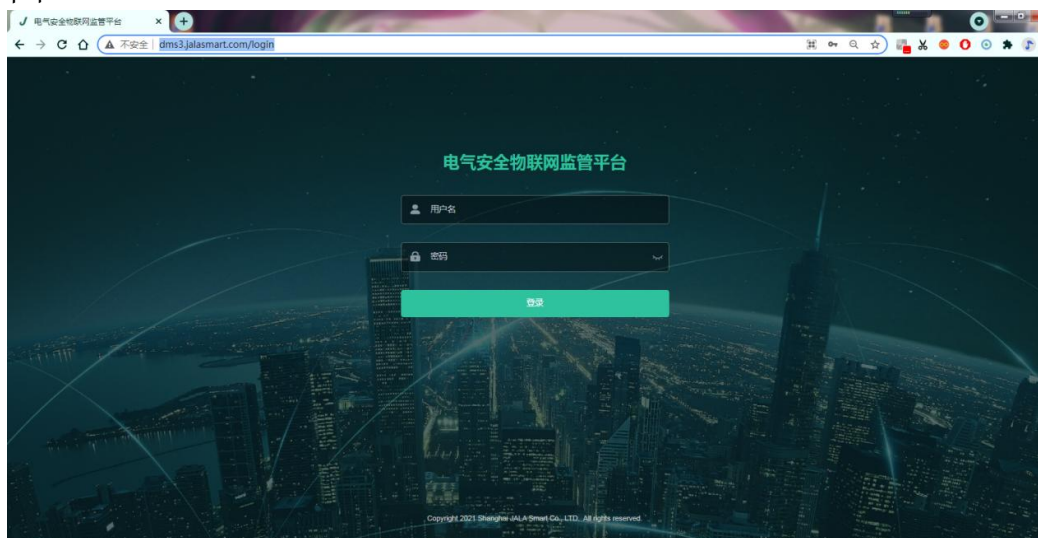 电气安全物联网监管平台
不安全 dms3.jalasmart.com/login
电气安全物联网监管平台
用户名
密码
登录
Copyright 2021 Shanghai JALA Smart Co., LTD. All rights reserved.